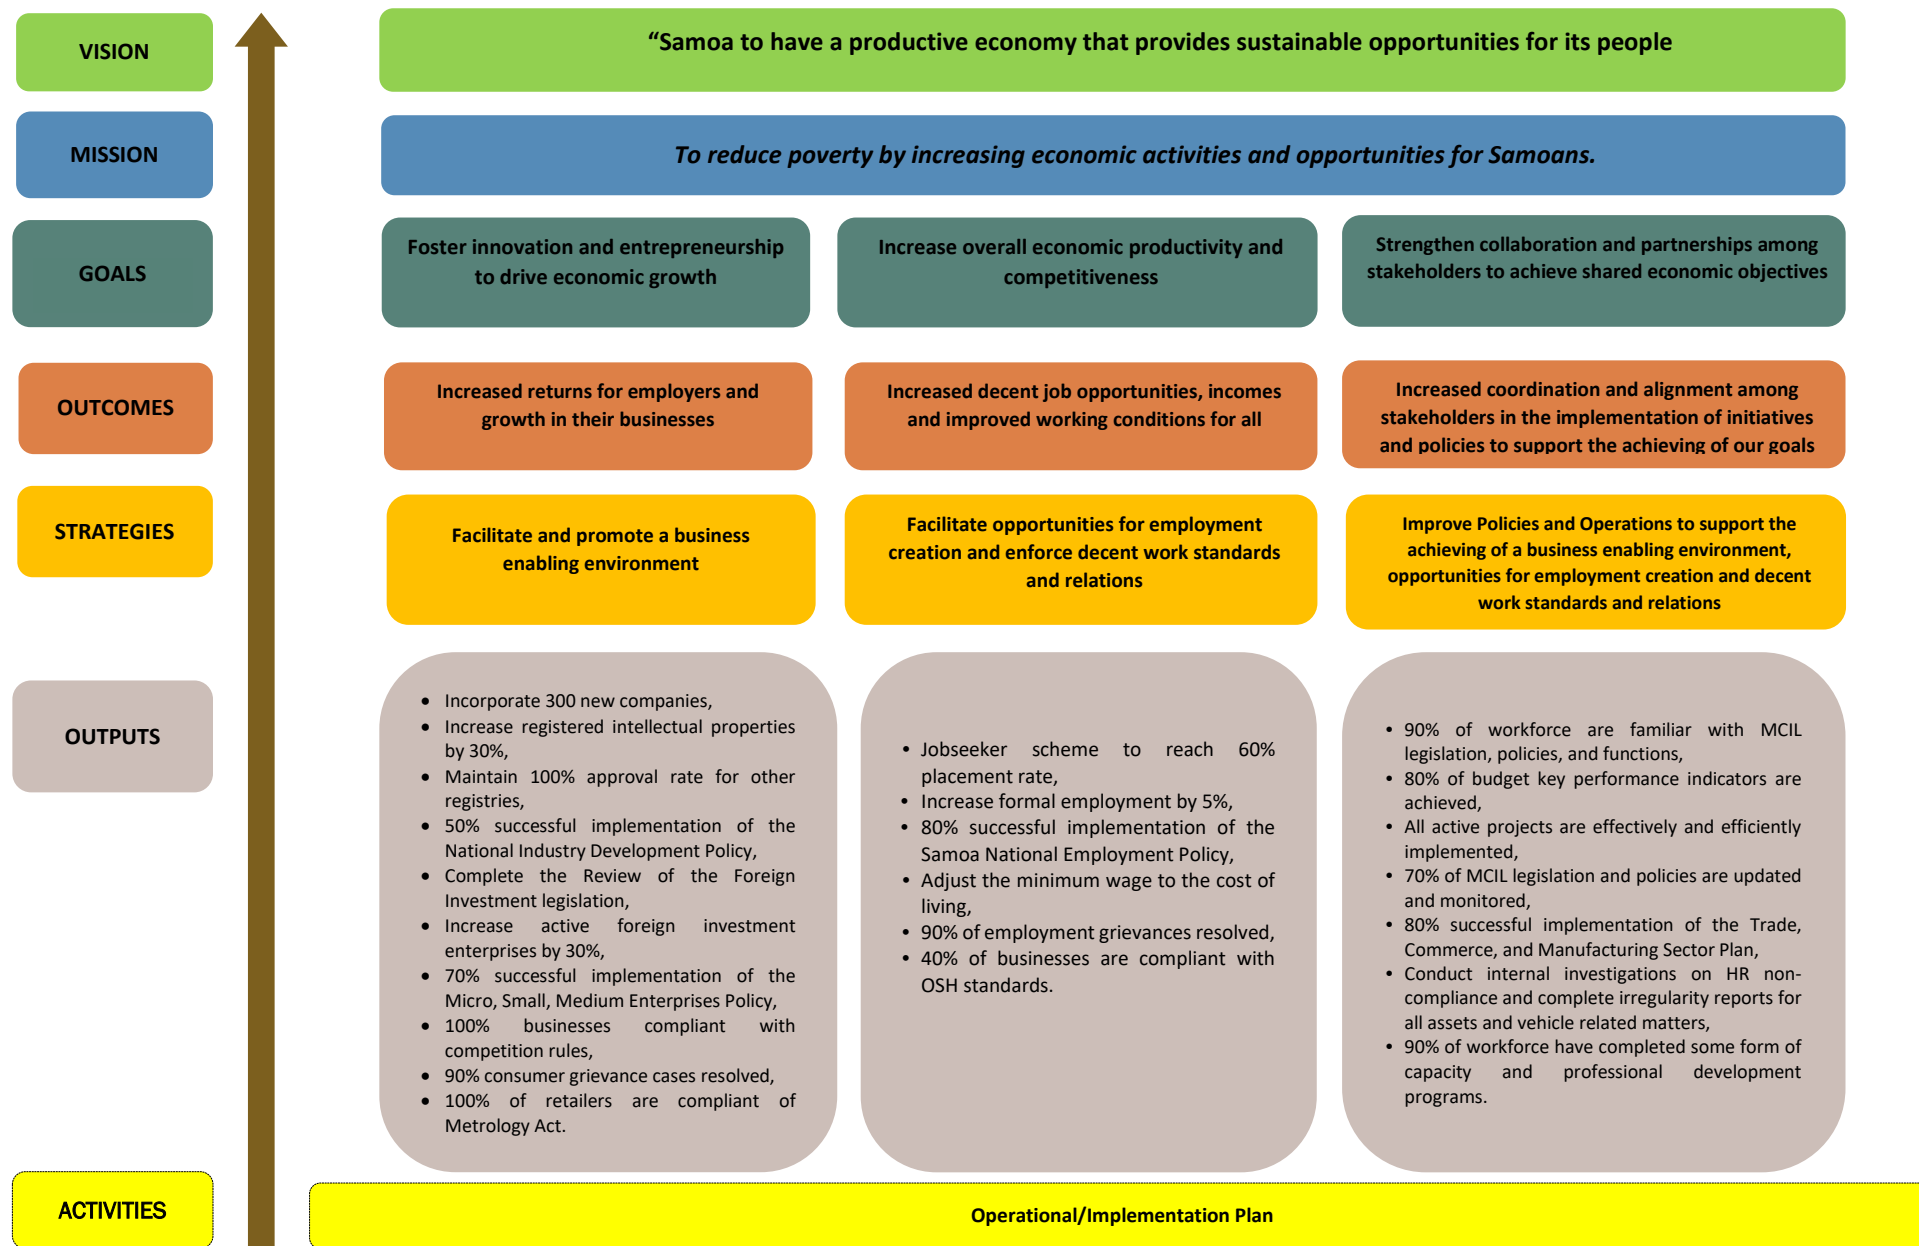 VISION
“Samoa to have a productive economy that provides sustainable opportunities for its people
MISSION
To reduce poverty by increasing economic activities and opportunities for Samoans.
GOALS
Foster innovation and entrepreneurship
to drive economic growth
Increase overall economic productivity and
competitiveness
Strengthen collaboration and partnerships among
stakeholders to achieve shared economic objectives
OUTCOMES
Increased returns for employers and
growth in their businesses
Increased decent job opportunities, incomes
and improved working conditions for all
Increased coordination and alignment among
stakeholders in the implementation of initiatives
and policies to support the achieving of our goals
STRATEGIES
Facilitate and promote a business
enabling environment
Facilitate opportunities for employment
creation and enforce decent work standards
and relations
Improve Policies and Operations to support the
achieving of a business enabling environment,
opportunities for employment creation and decent
work standards and relations
OUTPUTS
• Incorporate 300 new companies,
• Increase registered intellectual properties
by 30%,
• Maintain 100% approval rate for other
registries,
• 50% successful implementation of the
National Industry Development Policy,
• Complete the Review of the Foreign
Investment legislation,
• Increase active foreign investment
enterprises by 30%,
• 70% successful implementation of the
Micro, Small, Medium Enterprises Policy,
• 100% businesses compliant with
competition rules,
• 90% consumer grievance cases resolved,
• 100% of retailers are compliant of
Metrology Act.
• Jobseeker scheme to reach 60%
placement rate,
• Increase formal employment by 5%,
• 80% successful implementation of the
Samoa National Employment Policy,
• Adjust the minimum wage to the cost of
living,
• 90% of employment grievances resolved,
• 40% of businesses are compliant with
OSH standards.
• 90% of workforce are familiar with MCIL
legislation, policies, and functions,
• 80% of budget key performance indicators are
achieved,
• All active projects are effectively and efficiently
implemented,
• 70% of MCIL legislation and policies are updated
and monitored,
• 80% successful implementation of the Trade,
Commerce, and Manufacturing Sector Plan,
• Conduct internal investigations on HR non-
compliance and complete irregularity reports for
all assets and vehicle related matters,
• 90% of workforce have completed some form of
capacity and professional development
programs.
ACTIVITIES
Operational/Implementation Plan